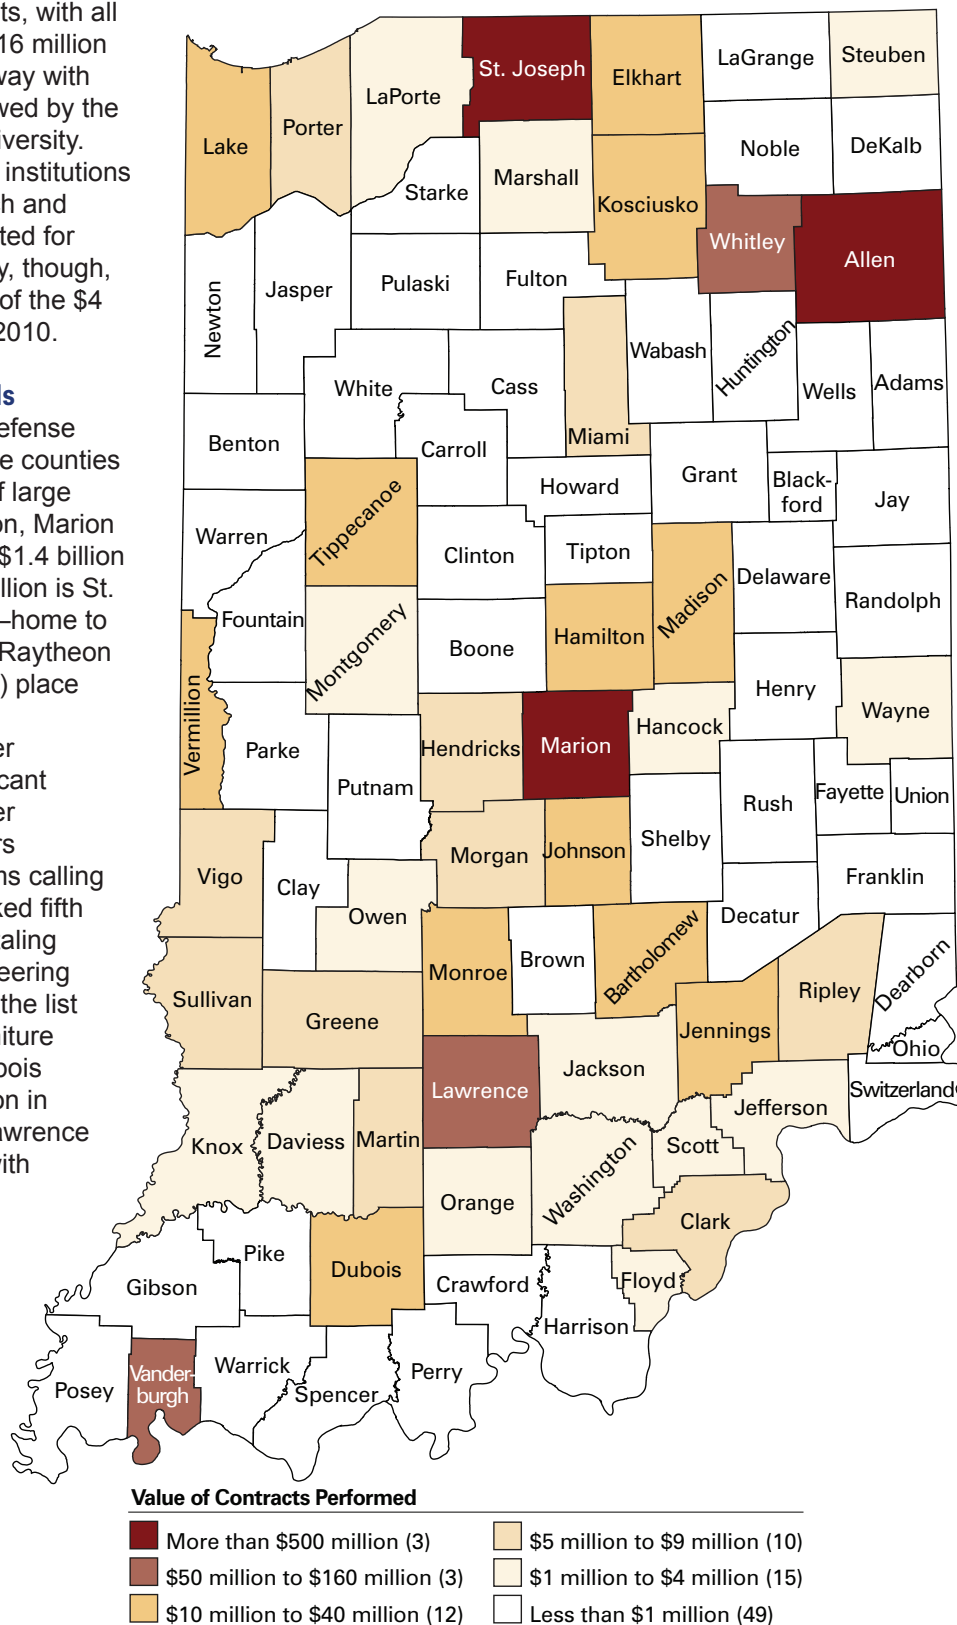 ts, with all
16 million
way with
wed by the
iversity.
institutions
h and
ted for
y, though,
of the $4
2010.
ls
efense
e counties
f large
on, Marion
$1.4 billion
llion is St.
–home to
Raytheon
) place
er
cant
er
rs
ns calling
ked fifth
taling
eering
the list
niture
bois
on in
awrence
vith
St. Joseph
Elkhart
LaGrange
Steuben
LaPorte
Porter
Lake
Noble
DeKalb
Starke
Marshall
Kosciusko
Whitley
Allen
Newton
Jasper
Pulaski
Fulton
Wabash
Huntington
Wells
Adams
White
Cass
Miami
Benton
Carroll
Howard
Grant
Black-
ford
Jay
Warren
Tippecanoe
Clinton
Tipton
Madison
Delaware
Randolph
Fountain
Montgomery
Boone
Hamilton
Henry
Wayne
Vermillion
Parke
Putnam
Hendricks
Marion
Hancock
Rush
Fayette
Union
Shelby
Vigo
Clay
Morgan
Johnson
Franklin
Owen
Decatur
Monroe
Brown
Bartholomew
Sullivan
Greene
Jennings
Ripley
Dearborn
Ohio
Lawrence
Jackson
Switzerland
Jefferson
Knox
Daviess
Martin
Scott
Orange
Washington
Clark
Pike
Dubois
Gibson
Crawford
Floyd
Harrison
Posey
Vander-
burgh
Warrick
Spencer
Perry
Value of Contracts Performed
More than $500 million (3)
$50 million to $160 million (3)
$10 million to $40 million (12)
$5 million to $9 million (10)
$1 million to $4 million (15)
Less than $1 million (49)